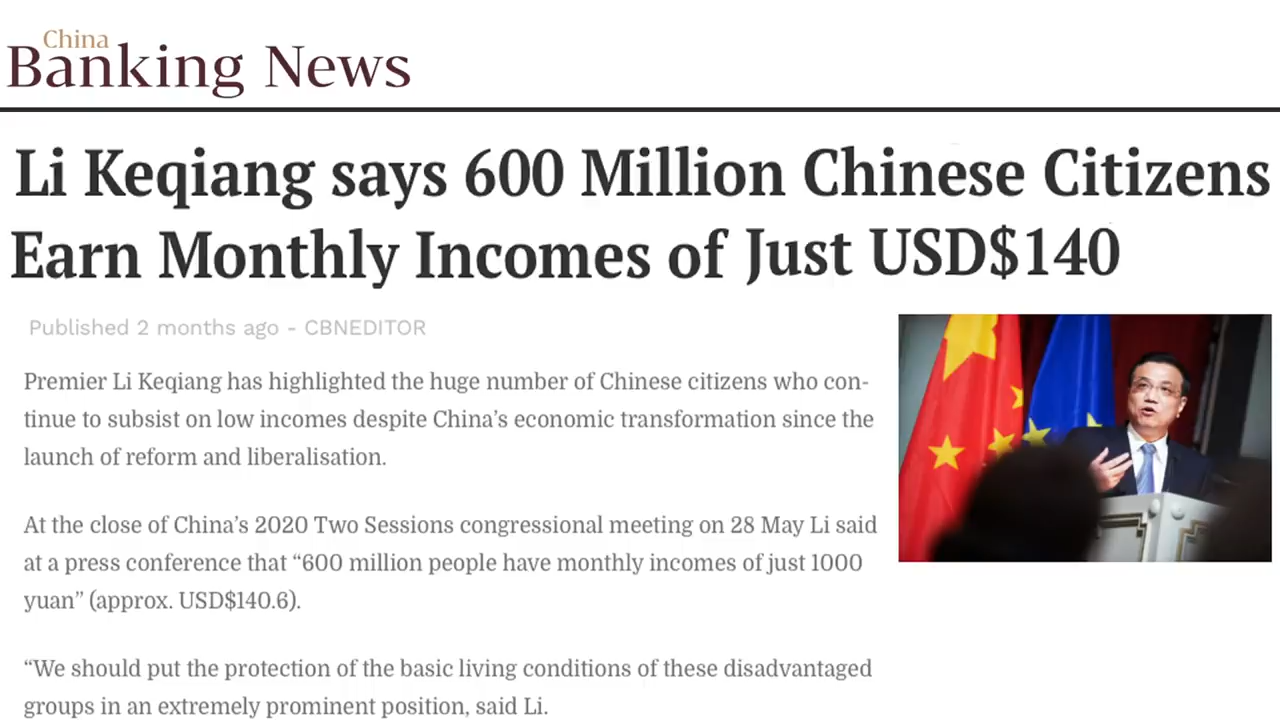 China
Banking News
Li Keqiang says 600 Million Chinese Citizens
Earn Monthly Incomes of Just USD$140
Published 2 months ago - CBNEDITOR
Premier Li Keqiang has highlighted the huge number of Chinese citizens who con-
tinue to subsist on low incomes despite China’s economic transformation since the
launch of reform and liberalisation.
At the close of China’s 2020 Two Sessions congressional meeting on 28 May Li said
at a press conference that “600 million people have monthly incomes of just 1000
yuan” (approx. USD$140.6).
“We should put the protection of the basic living conditions of these disadvantaged
groups in an extremely prominent position, said Li.